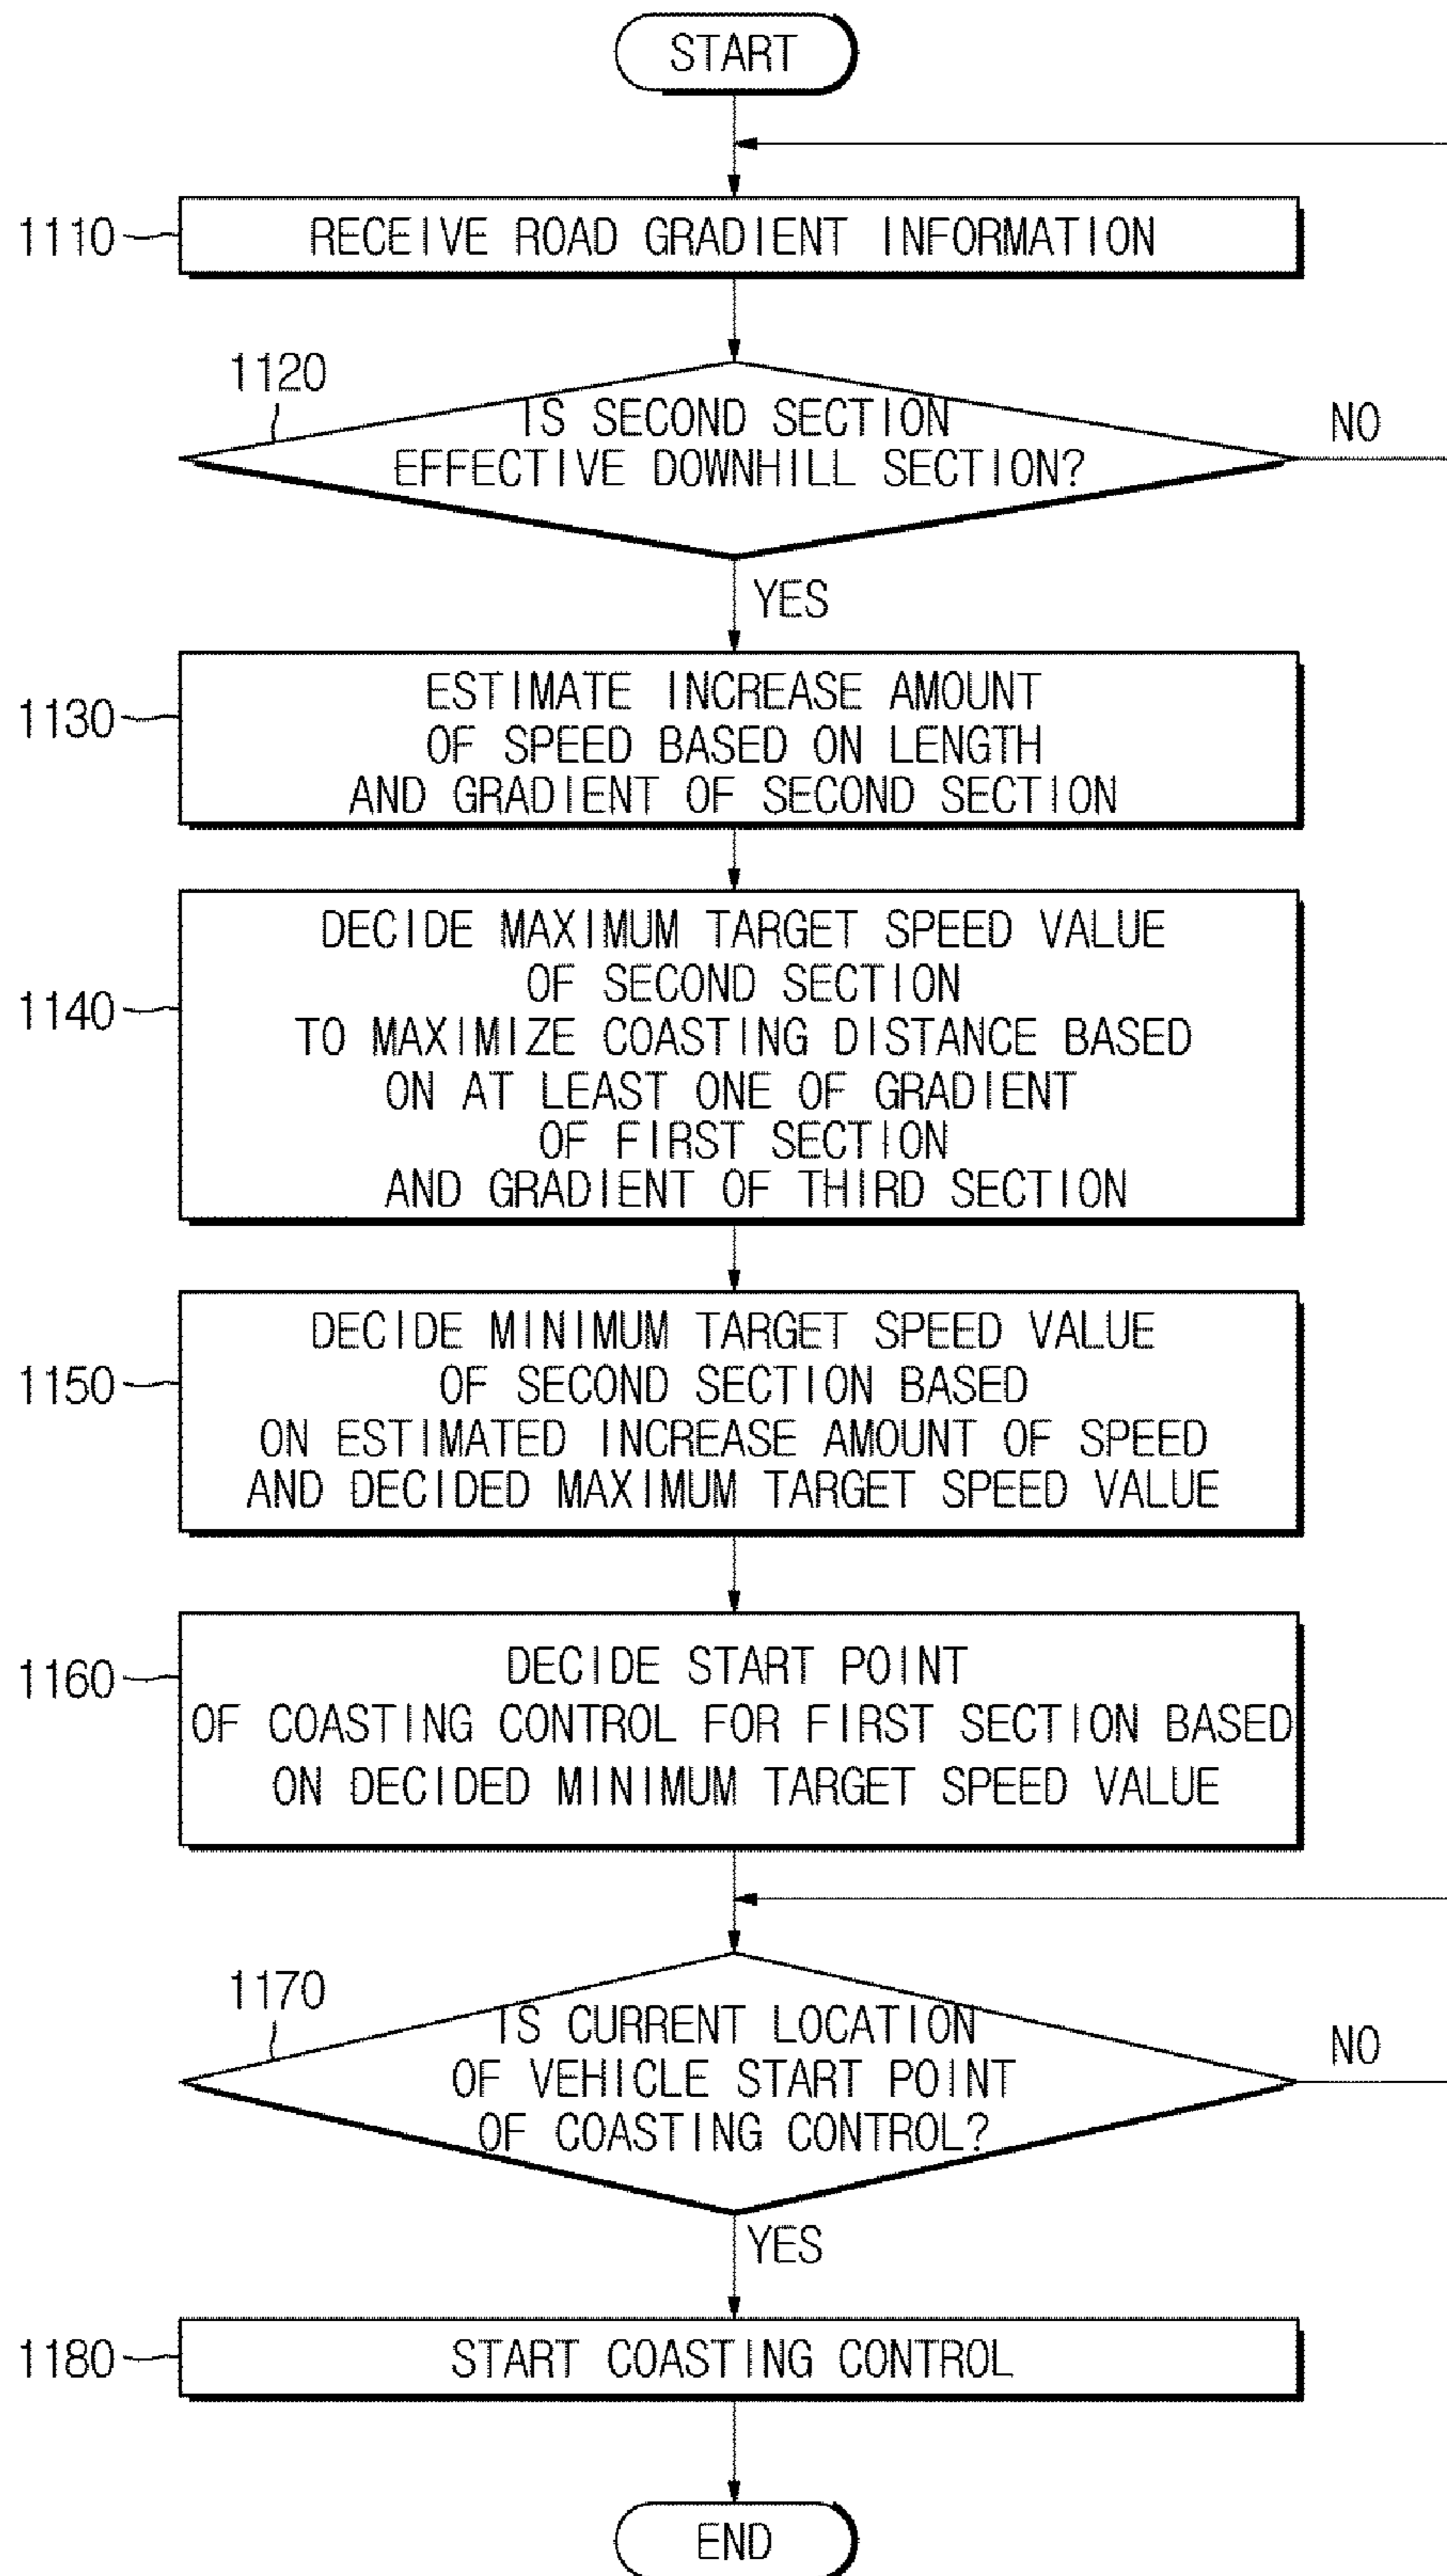 START
1110
RECEIVE ROAD GRADIENT INFORMATION
1120
IS SECOND SECTION
EFFECTIVE DOWNHILL SECTION?
NO
YES
1130
ESTIMATE INCREASE AMOUNT
OF SPEED BASED ON LENGTH
AND GRADIENT OF SECOND SECTION
1140
DECIDE MAXIMUM TARGET SPEED VALUE
OF SECOND SECTION
TO MAXIMIZE COASTING DISTANCE BASED
ON AT LEAST ONE OF GRADIENT
OF FIRST SECTION
AND GRADIENT OF THIRD SECTION
1150
DECIDE MINIMUM TARGET SPEED VALUE
OF SECOND SECTION BASED
ON ESTIMATED INCREASE AMOUNT OF SPEED
AND DECIDED MAXIMUM TARGET SPEED VALUE
1160
DECIDE START POINT
OF COASTING CONTROL FOR FIRST SECTION BASED
ON DECIDED MINIMUM TARGET SPEED VALUE
1170
IS CURRENT LOCATION
OF VEHICLE START POINT
OF COASTING CONTROL?
NO
YES
1180
START COASTING CONTROL
END